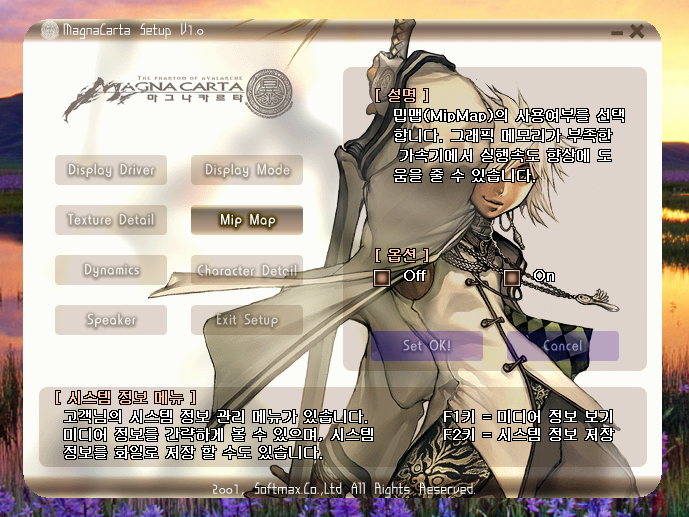 MagnaCarta Setup V1.0
THE PHANTOM OF AVALANCHE
MAGNA CARTA
마그나카르타
[ 설명 ]
밉맵(MipMap)의 사용여부를 선택
합니다. 그래픽 메모리가 부족한
가속기에서 실행속도 향상에 도
움을 줄 수 있습니다.
Display Driver
Display Mode
Texture Detail
Mip Map
Dynamics
Character Detail
Speaker
Exit Setup
[ 옵션 ]
Off
On
Set OK!
Cancel
[ 시스템 정보 메뉴 ]
고객님의 시스템 정보 관리 메뉴가 있습니다.
미디어 정보를 간략하게 볼 수 있으며, 시스템
정보를 화일로 저장 할 수도 있습니다.
F1키 = 미디어 정보 보기
F2키 = 시스템 정보 저장
2001, Softmax.Co.,Ltd All Rights Reserved.